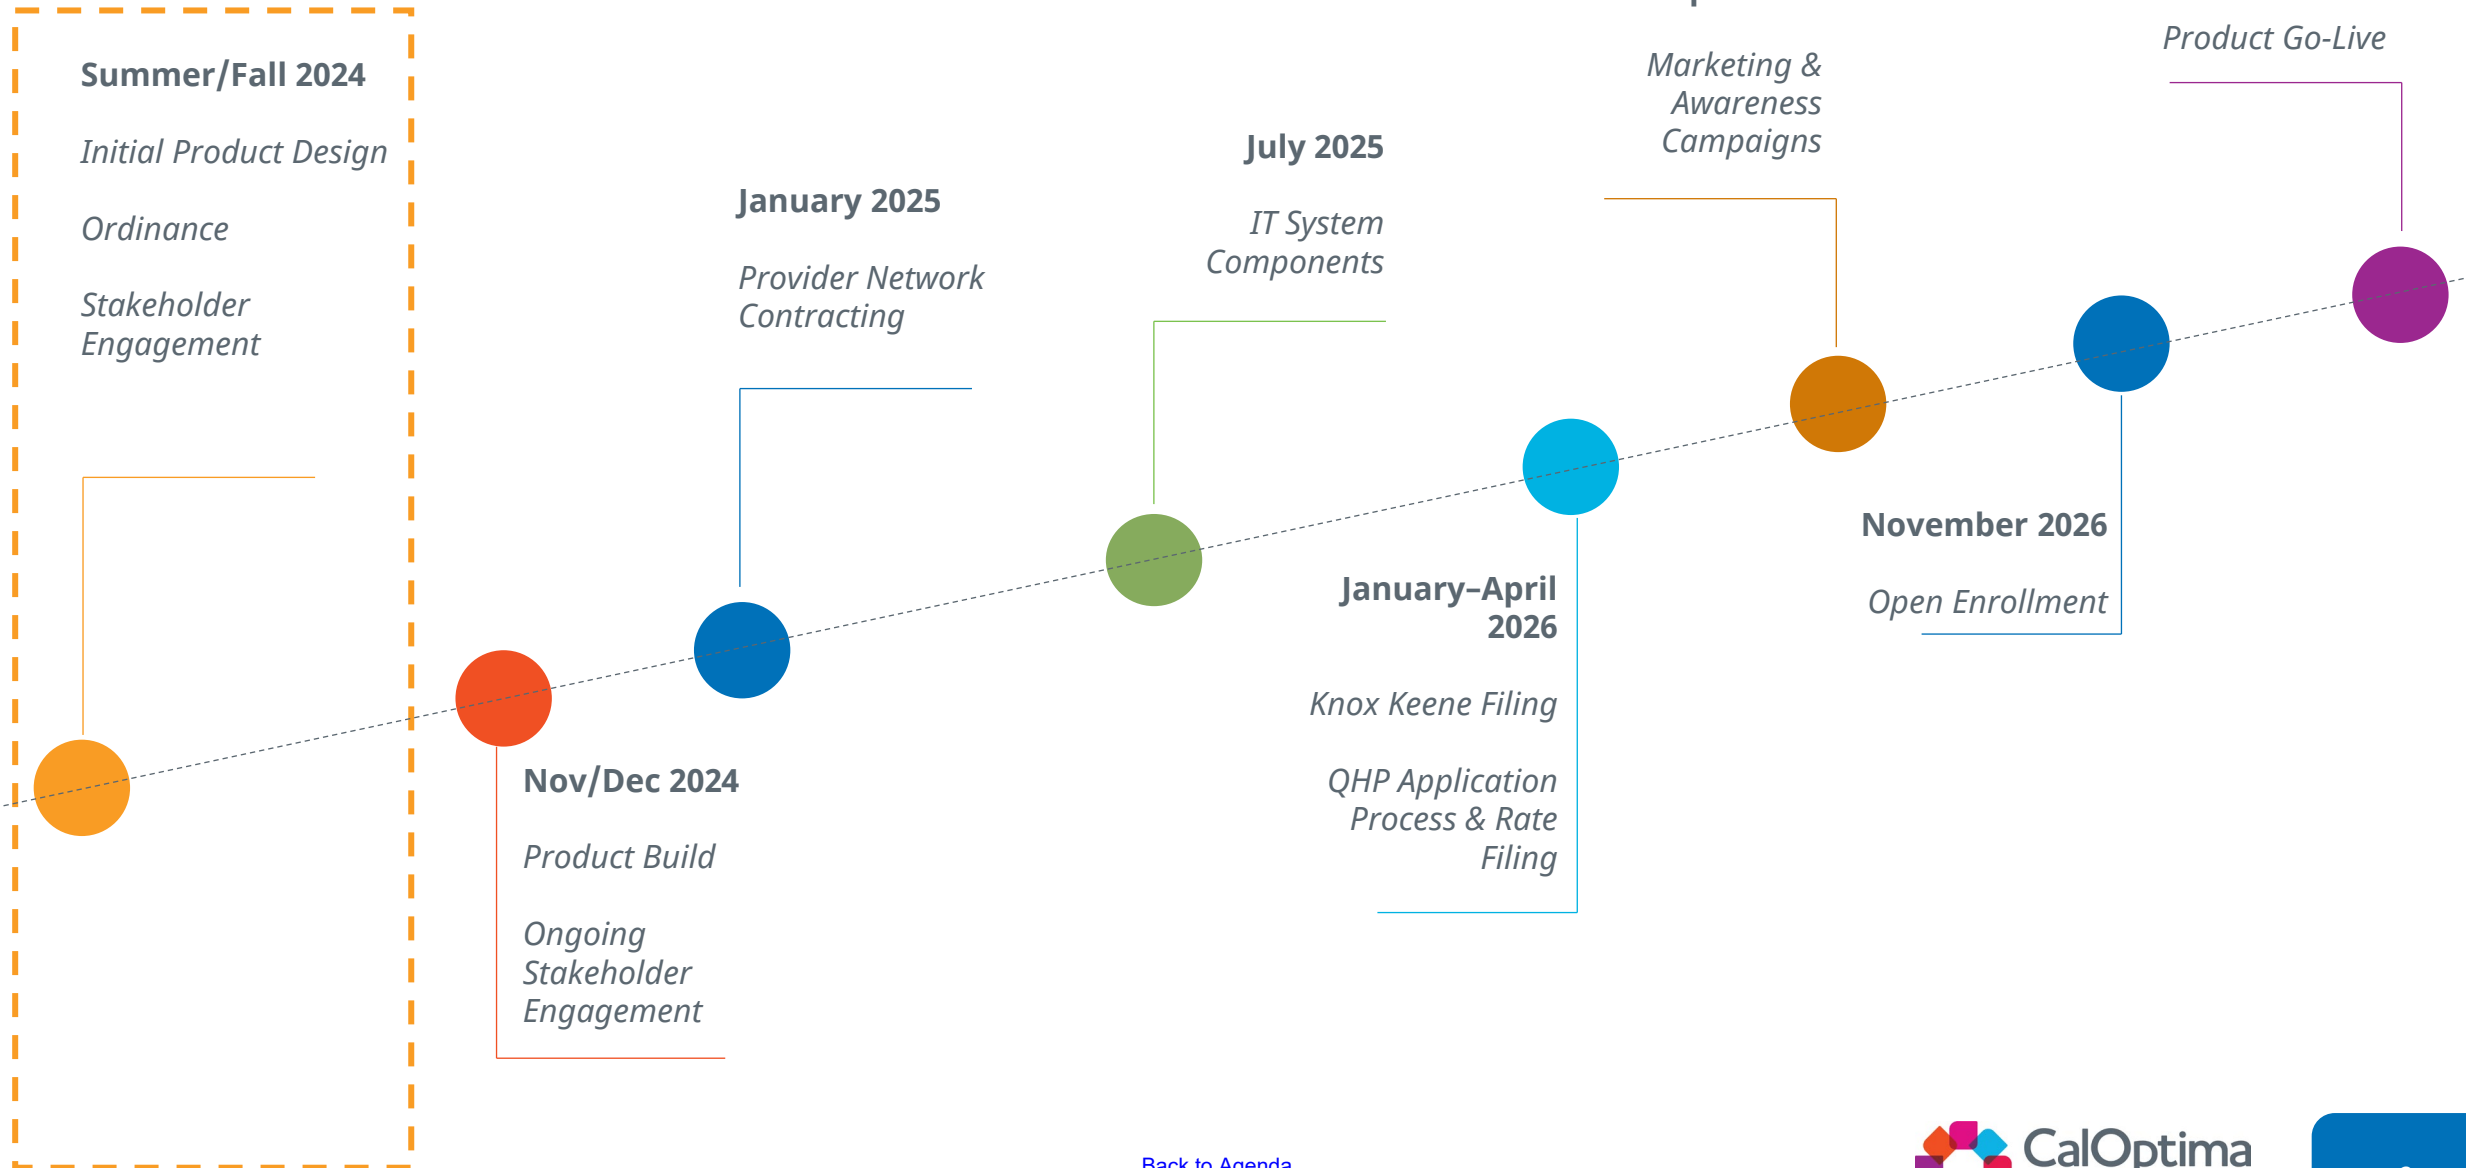 Summer/Fall 2024
Initial Product Design
Ordinance
Stakeholder
Engagement
Nov/Dec 2024
Product Build
Ongoing
Stakeholder
Engagement
January 2025
Provider Network
Contracting
July 2025
IT System
Components
January–April
2026
Knox Keene Filing
QHP Application
Process & Rate
Filing
Marketing &
Awareness
Campaigns
November 2026
Open Enrollment
Product Go-Live
Back to Agenda
CalOptima